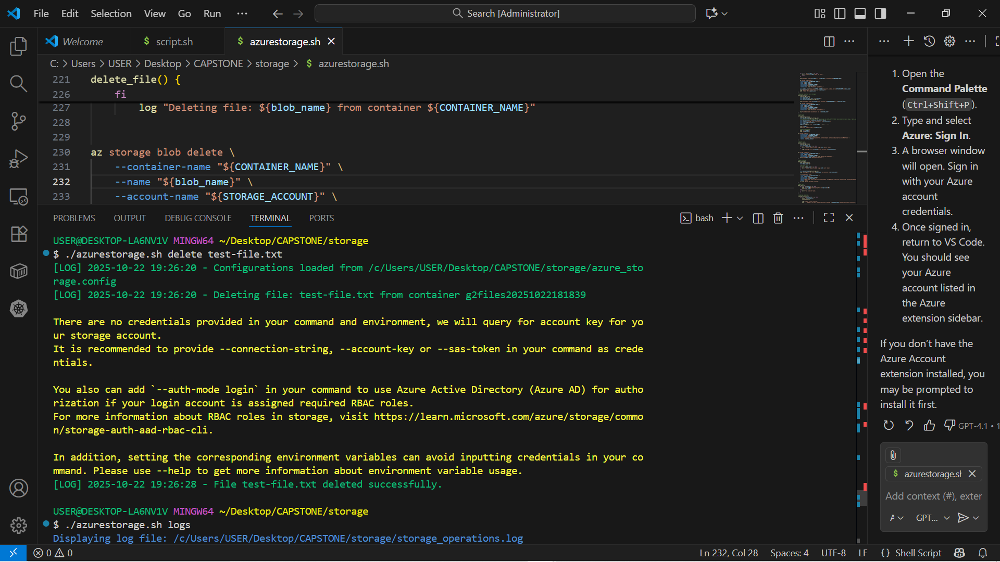 File Edit Selection View Go Run ···
Search [Administrator]
Welcome
$ script.sh
$ azurestorage.sh
C: > Users > USER > Desktop > CAPSTONE > storage > $ azurestorage.sh
221 delete_file() {
226 fi
227 log "Deleting file: ${blob_name} from container ${CONTAINER_NAME}"
228
229
230 az storage blob delete \
231 --container-name "${CONTAINER_NAME}" \
232 --name "${blob_name}" \
233 --account-name "${STORAGE_ACCOUNT}" \
PROBLEMS OUTPUT DEBUG CONSOLE TERMINAL PORTS
bash
USER@DESKTOP-LA6NV1V MINGW64 ~/Desktop/CAPSTONE/storage
$ ./azurestorage.sh delete test-file.txt
[LOG] 2025-10-22 19:26:20 - Configurations loaded from /c/Users/USER/Desktop/CAPSTONE/storage/azure_sto
rage.config
[LOG] 2025-10-22 19:26:20 - Deleting file: test-file.txt from container g2files20251022181839
There are no credentials provided in your command and environment, we will query for account key for yo
ur storage account.
It is recommended to provide --connection-string, --account-key or --sas-token in your command as crede
ntials.
You also can add `--auth-mode login` in your command to use Azure Active Directory (Azure AD) for autho
rization if your login account is assigned required RBAC roles.
For more information about RBAC roles in storage, visit https://learn.microsoft.com/azure/storage/commo
n/storage-auth-aad-rbac-cli.
In addition, setting the corresponding environment variables can avoid inputting credentials in your co
mmand. Please use --help to get more information about environment variable usage.
[LOG] 2025-10-22 19:26:28 - File test-file.txt deleted successfully.
USER@DESKTOP-LA6NV1V MINGW64 ~/Desktop/CAPSTONE/storage
$ ./azurestorage.sh logs
Displaying log file: /c/Users/USER/Desktop/CAPSTONE/storage/storage_operations.log
1. Open the
Command Palette
(Ctrl+Shift+P).
2. Type and select
Azure: Sign In.
3. A browser window
will open. Sign in
with your Azure
account
credentials.
4. Once signed in,
return to VS Code.
You should see
your Azure
account listed in
the Azure
extension sidebar.
If you don't have the
Azure Account
extension installed, you
may be prompted to
install it first.
GPT-4.1 • 1
$ azurestorage.sh
Add context (#), exter
A GPT...
0 0
Ln 232, Col 28 Spaces: 4 UTF-8 LF {} Shell Script